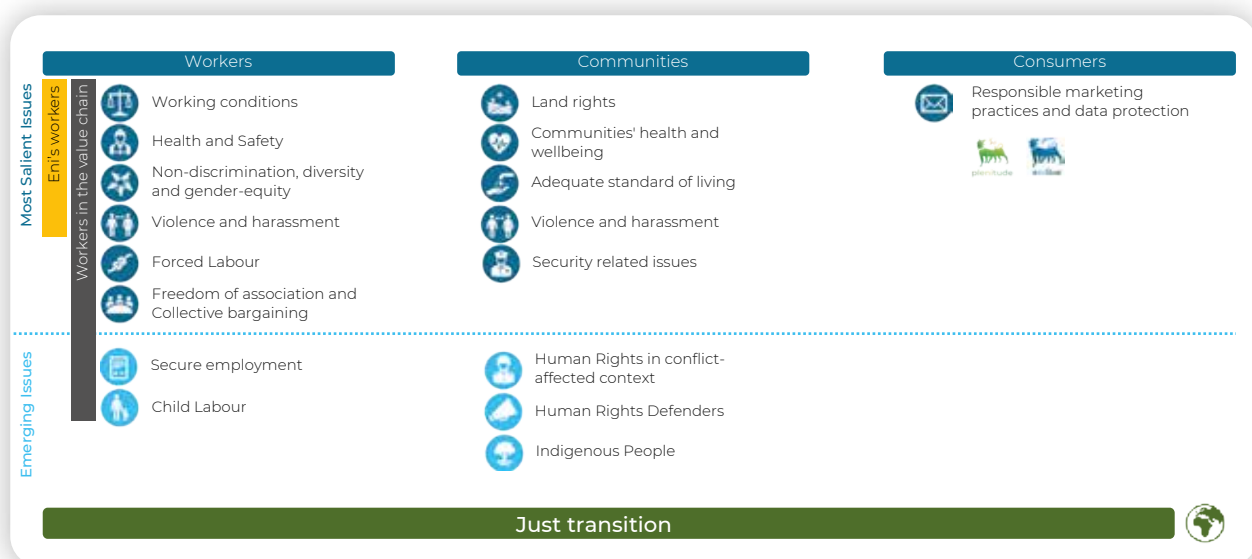 Workers
Communities
Consumers
Most Salient Issues
Eni's workers
Workers in the value chain
Working conditions
Health and Safety
Non-discrimination, diversity
and gender-equity
Violence and harassment
Forced Labour
Freedom of association and
Collective bargaining
Land rights
Communities' health and
wellbeing
Adequate standard of living
Violence and harassment
Security related issues
Responsible marketing
practices and data protection
plenitude
Emerging Issues
Secure employment
Child Labour
Human Rights in conflict-
affected context
Human Rights Defenders
Indigenous People
Just transition